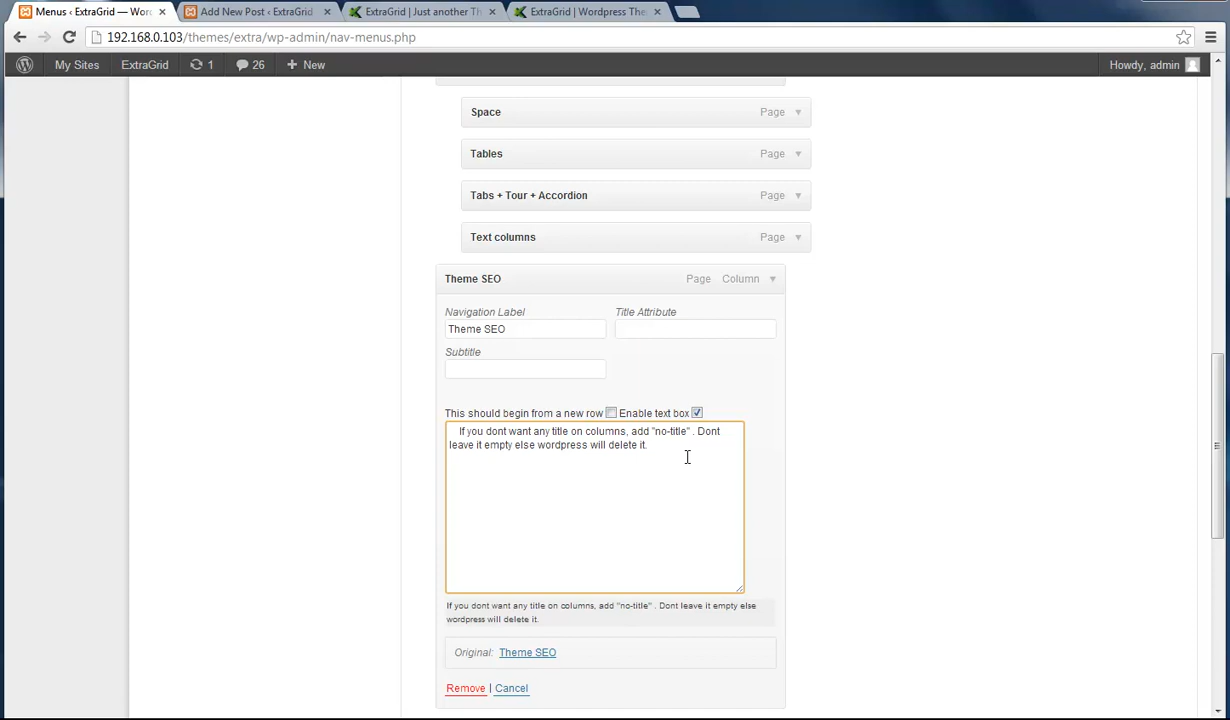 Menus ‹ ExtraGrid — Wor
Add New Post ‹ ExtraGrid
ExtraGrid | Just another Th
ExtraGrid | Wordpress The
192.168.0.103/themes/extra/wp-admin/nav-menus.php
My Sites ExtraGrid 1 26 + New Howdy, admin
Space Page
Tables Page
Tabs + Tour + Accordion Page
Text columns Page
Theme SEO Page Column
Navigation Label Title Attribute
Theme SEO
Subtitle
This should begin from a new row Enable text box
If you dont want any title on columns, add "no-title" . Dont
leave it empty else wordpress will delete it.
If you dont want any title on columns, add "no-title" . Dont leave it empty else
wordpress will delete it.
Original: Theme SEO
Remove | Cancel